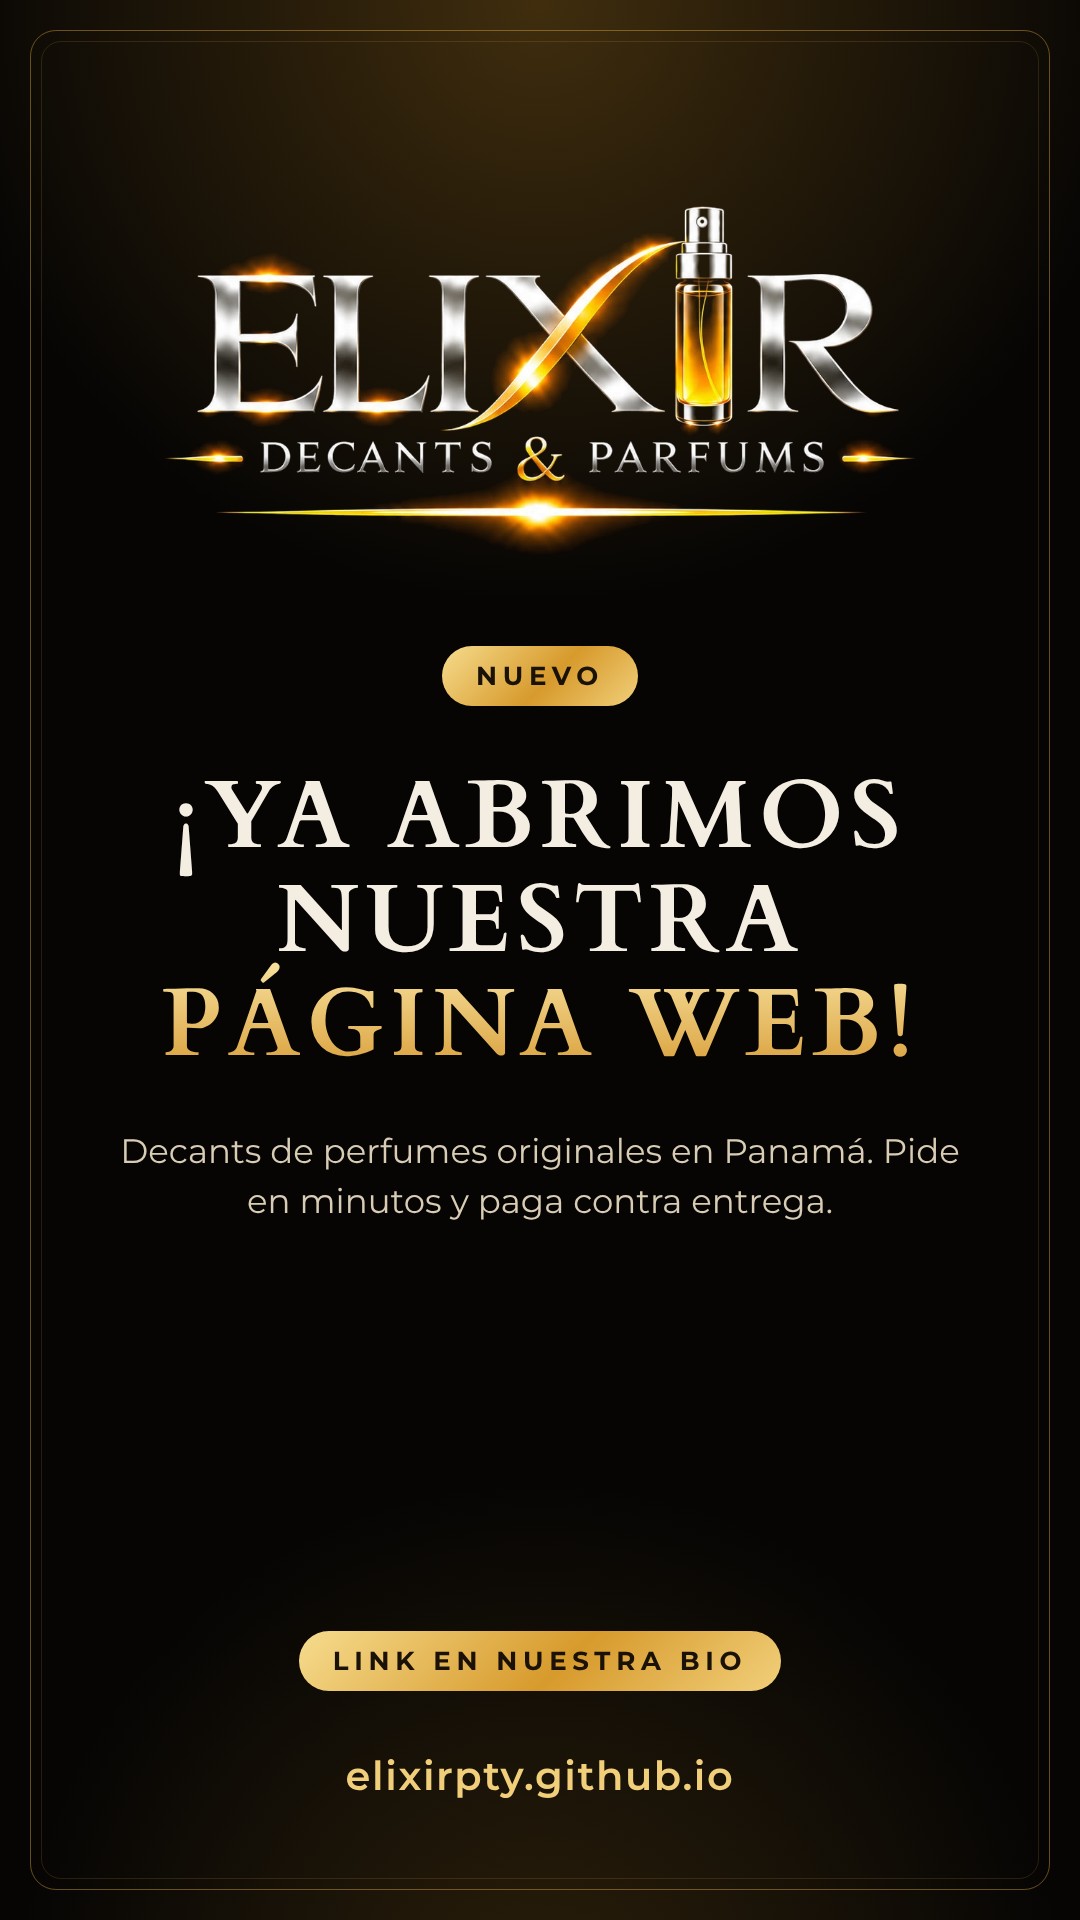 ELIXIR
DECANTS & PARFUMS
NUEVO
¡YA ABRIMOS
NUESTRA
PÁGINA WEB!
Decants de perfumes originales en Panamá. Pide
en minutos y paga contra entrega.
LINK EN NUESTRA BIO
elixirpty.github.io